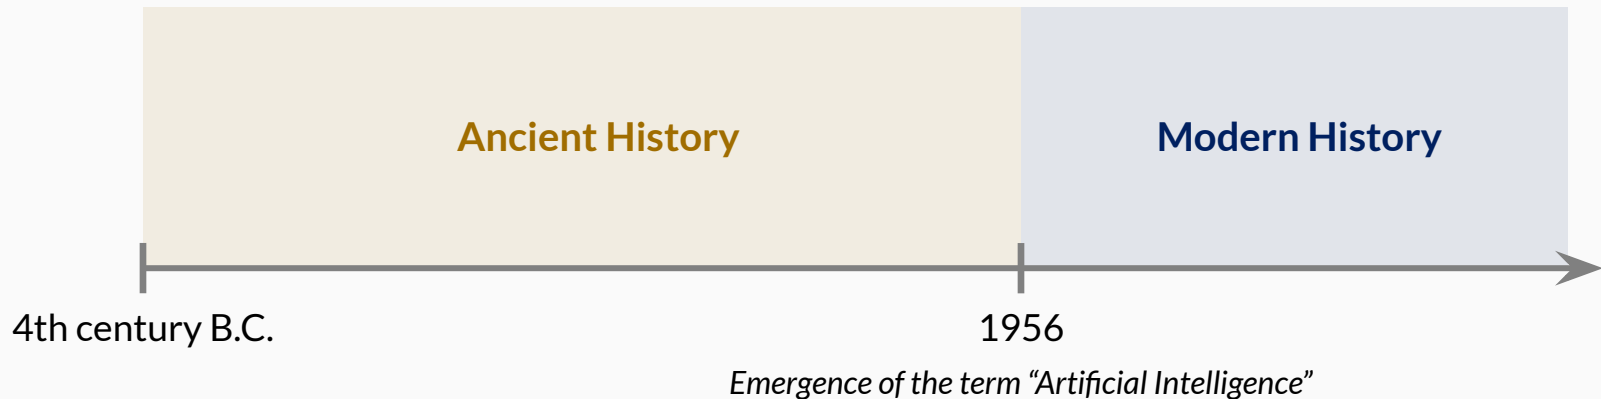 Ancient History
Modern History
4th century B.C.
1956
Emergence of the term “Artificial Intelligence”